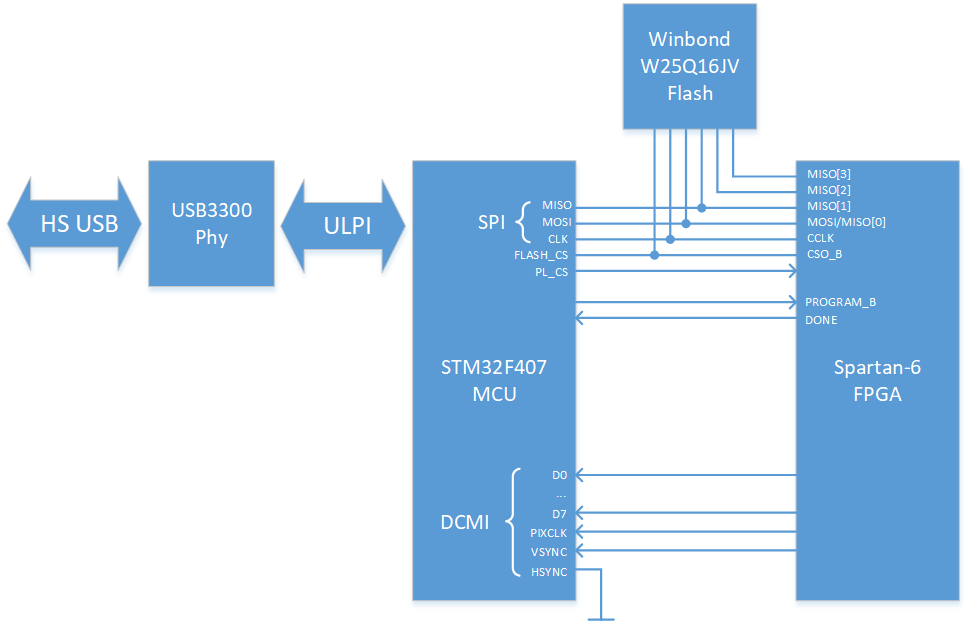 Winbond
W25Q16JV
Flash
HS USB
USB3300
Phy
ULPI
SPI
MISO
MOSI
CLK
FLASH_CS
PL_CS
STM32F407
MCU
DCMI
D0
...
D7
PIXCLK
VSYNC
HSYNC
MISO[3]
MISO[2]
MISO[1]
MOSI/MISO[0]
CCLK
CSO_B
PROGRAM_B
DONE
Spartan-6
FPGA